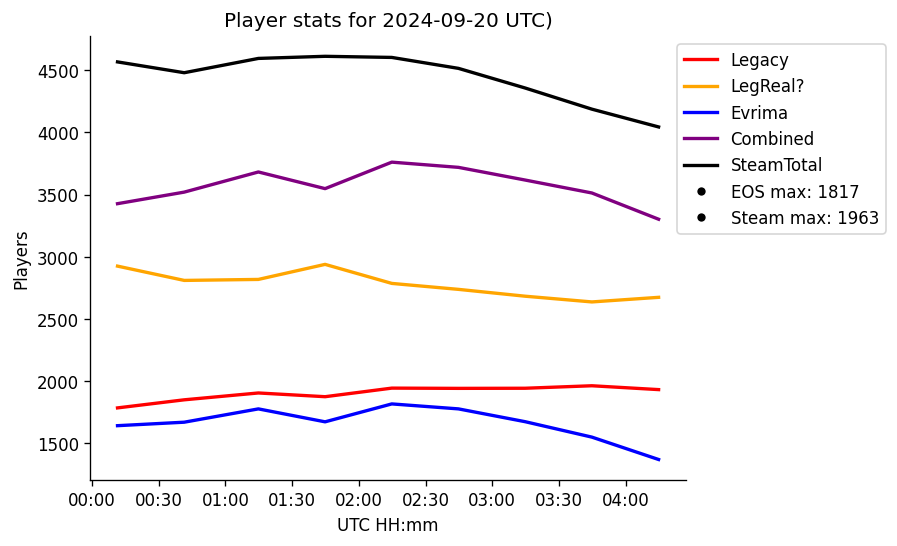 Player stats for 2024-09-20 UTC)
Players
4500
4000
3500
3000
2500
2000
1500
00:00 00:30 01:00 01:30 02:00 02:30 03:00 03:30 04:00
UTC HH:mm
Legacy
LegReal?
Evrima
Combined
SteamTotal
EOS max: 1817
Steam max: 1963